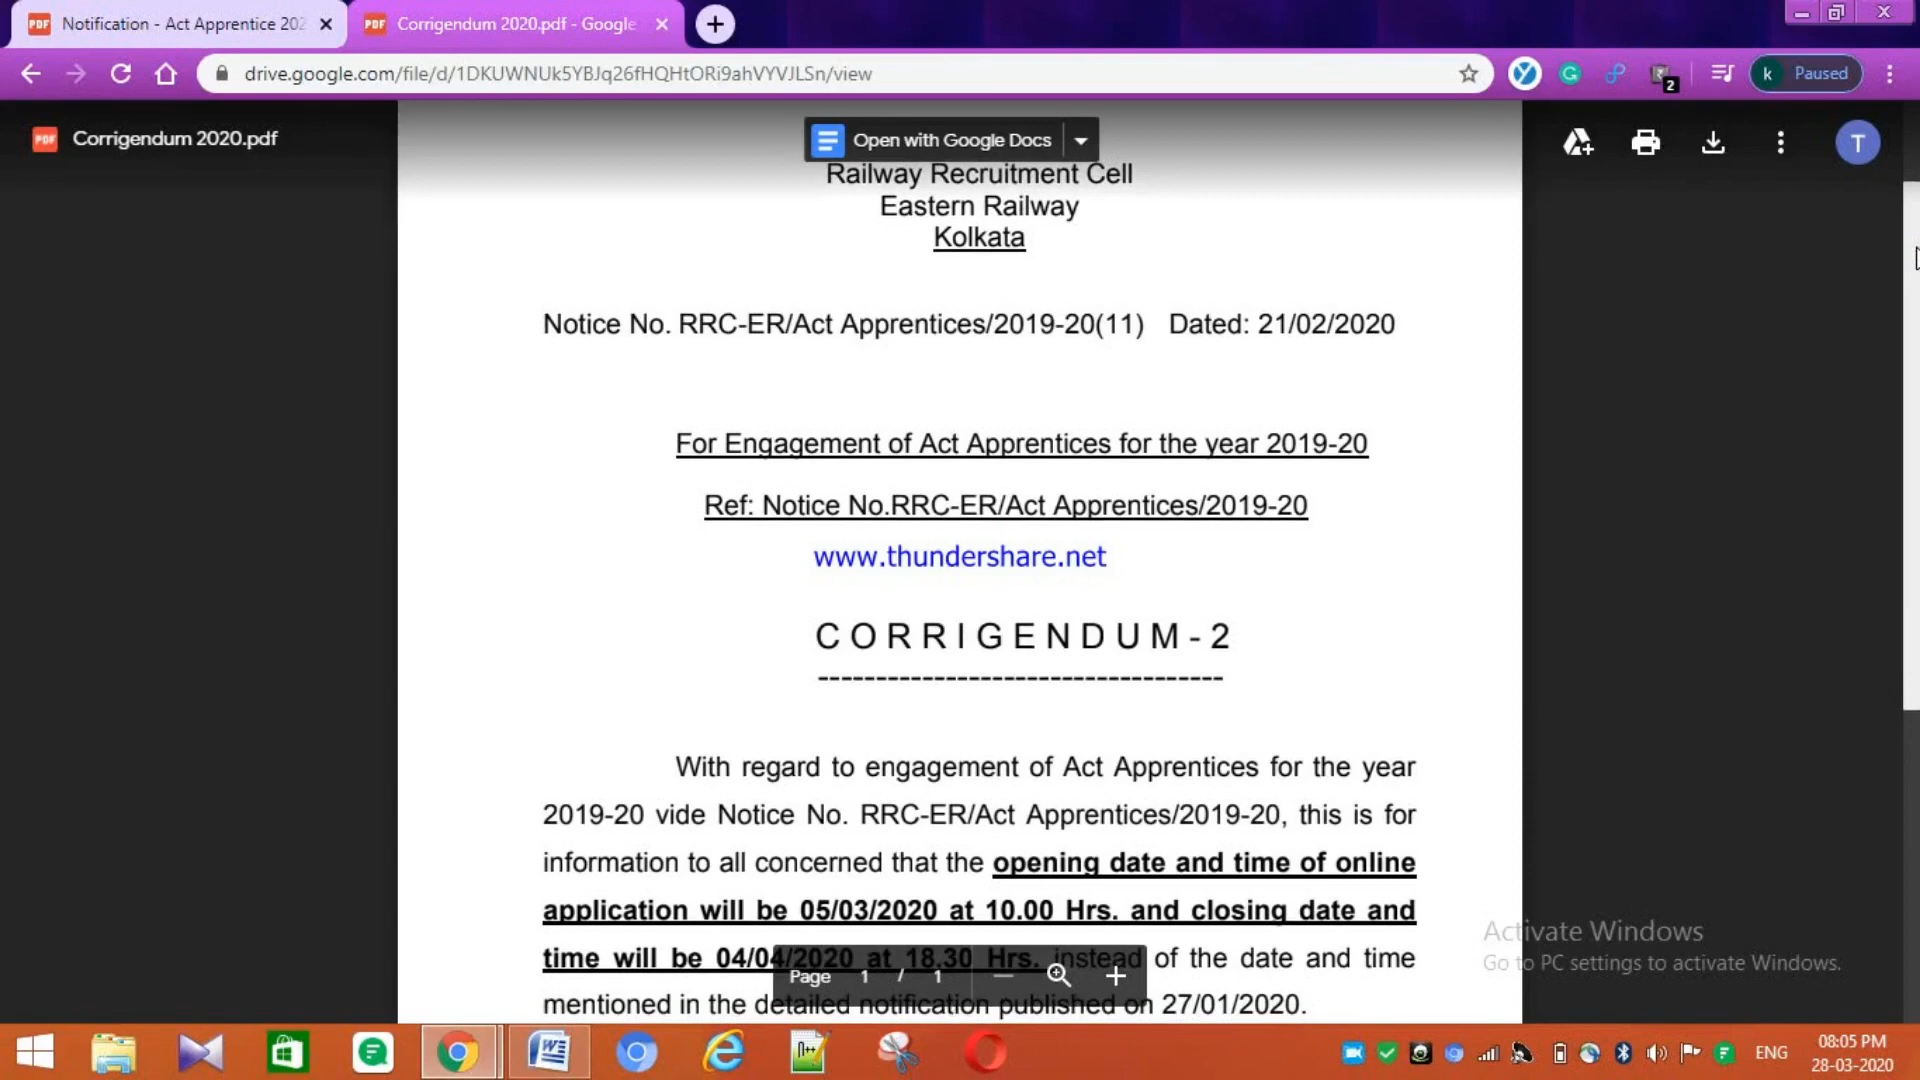 Notification - Act Apprentice 202
Corrigendum 2020.pdf - Google
drive.google.com/file/d/1DKUWNUk5YBJq26fHQHtORi9ahVYVJLSn/view
2
k Paused
Corrigendum 2020.pdf
Open with Google Docs
T
Railway Recruitment Cell
Eastern Railway
Kolkata
Notice No. RRC-ER/Act Apprentices/2019-20(11) Dated: 21/02/2020
For Engagement of Act Apprentices for the year 2019-20
Ref: Notice No.RRC-ER/Act Apprentices/2019-20
www.thundershare.net
CORRIGENDUM-2
-----------------------------------
With regard to engagement of Act Apprentices for the year
2019-20 vide Notice No. RRC-ER/Act Apprentices/2019-20, this is for
information to all concerned that the opening date and time of online
application will be 05/03/2020 at 10.00 Hrs. and closing date and
time will be 04/04/2020 at 18.30 Hrs. instead of the date and time
mentioned in the detailed notification published on 27/01/2020.
Page 1 / 1
Activate Windows
Go to PC settings to activate Windows.
ENG
08:05 PM
28-03-2020